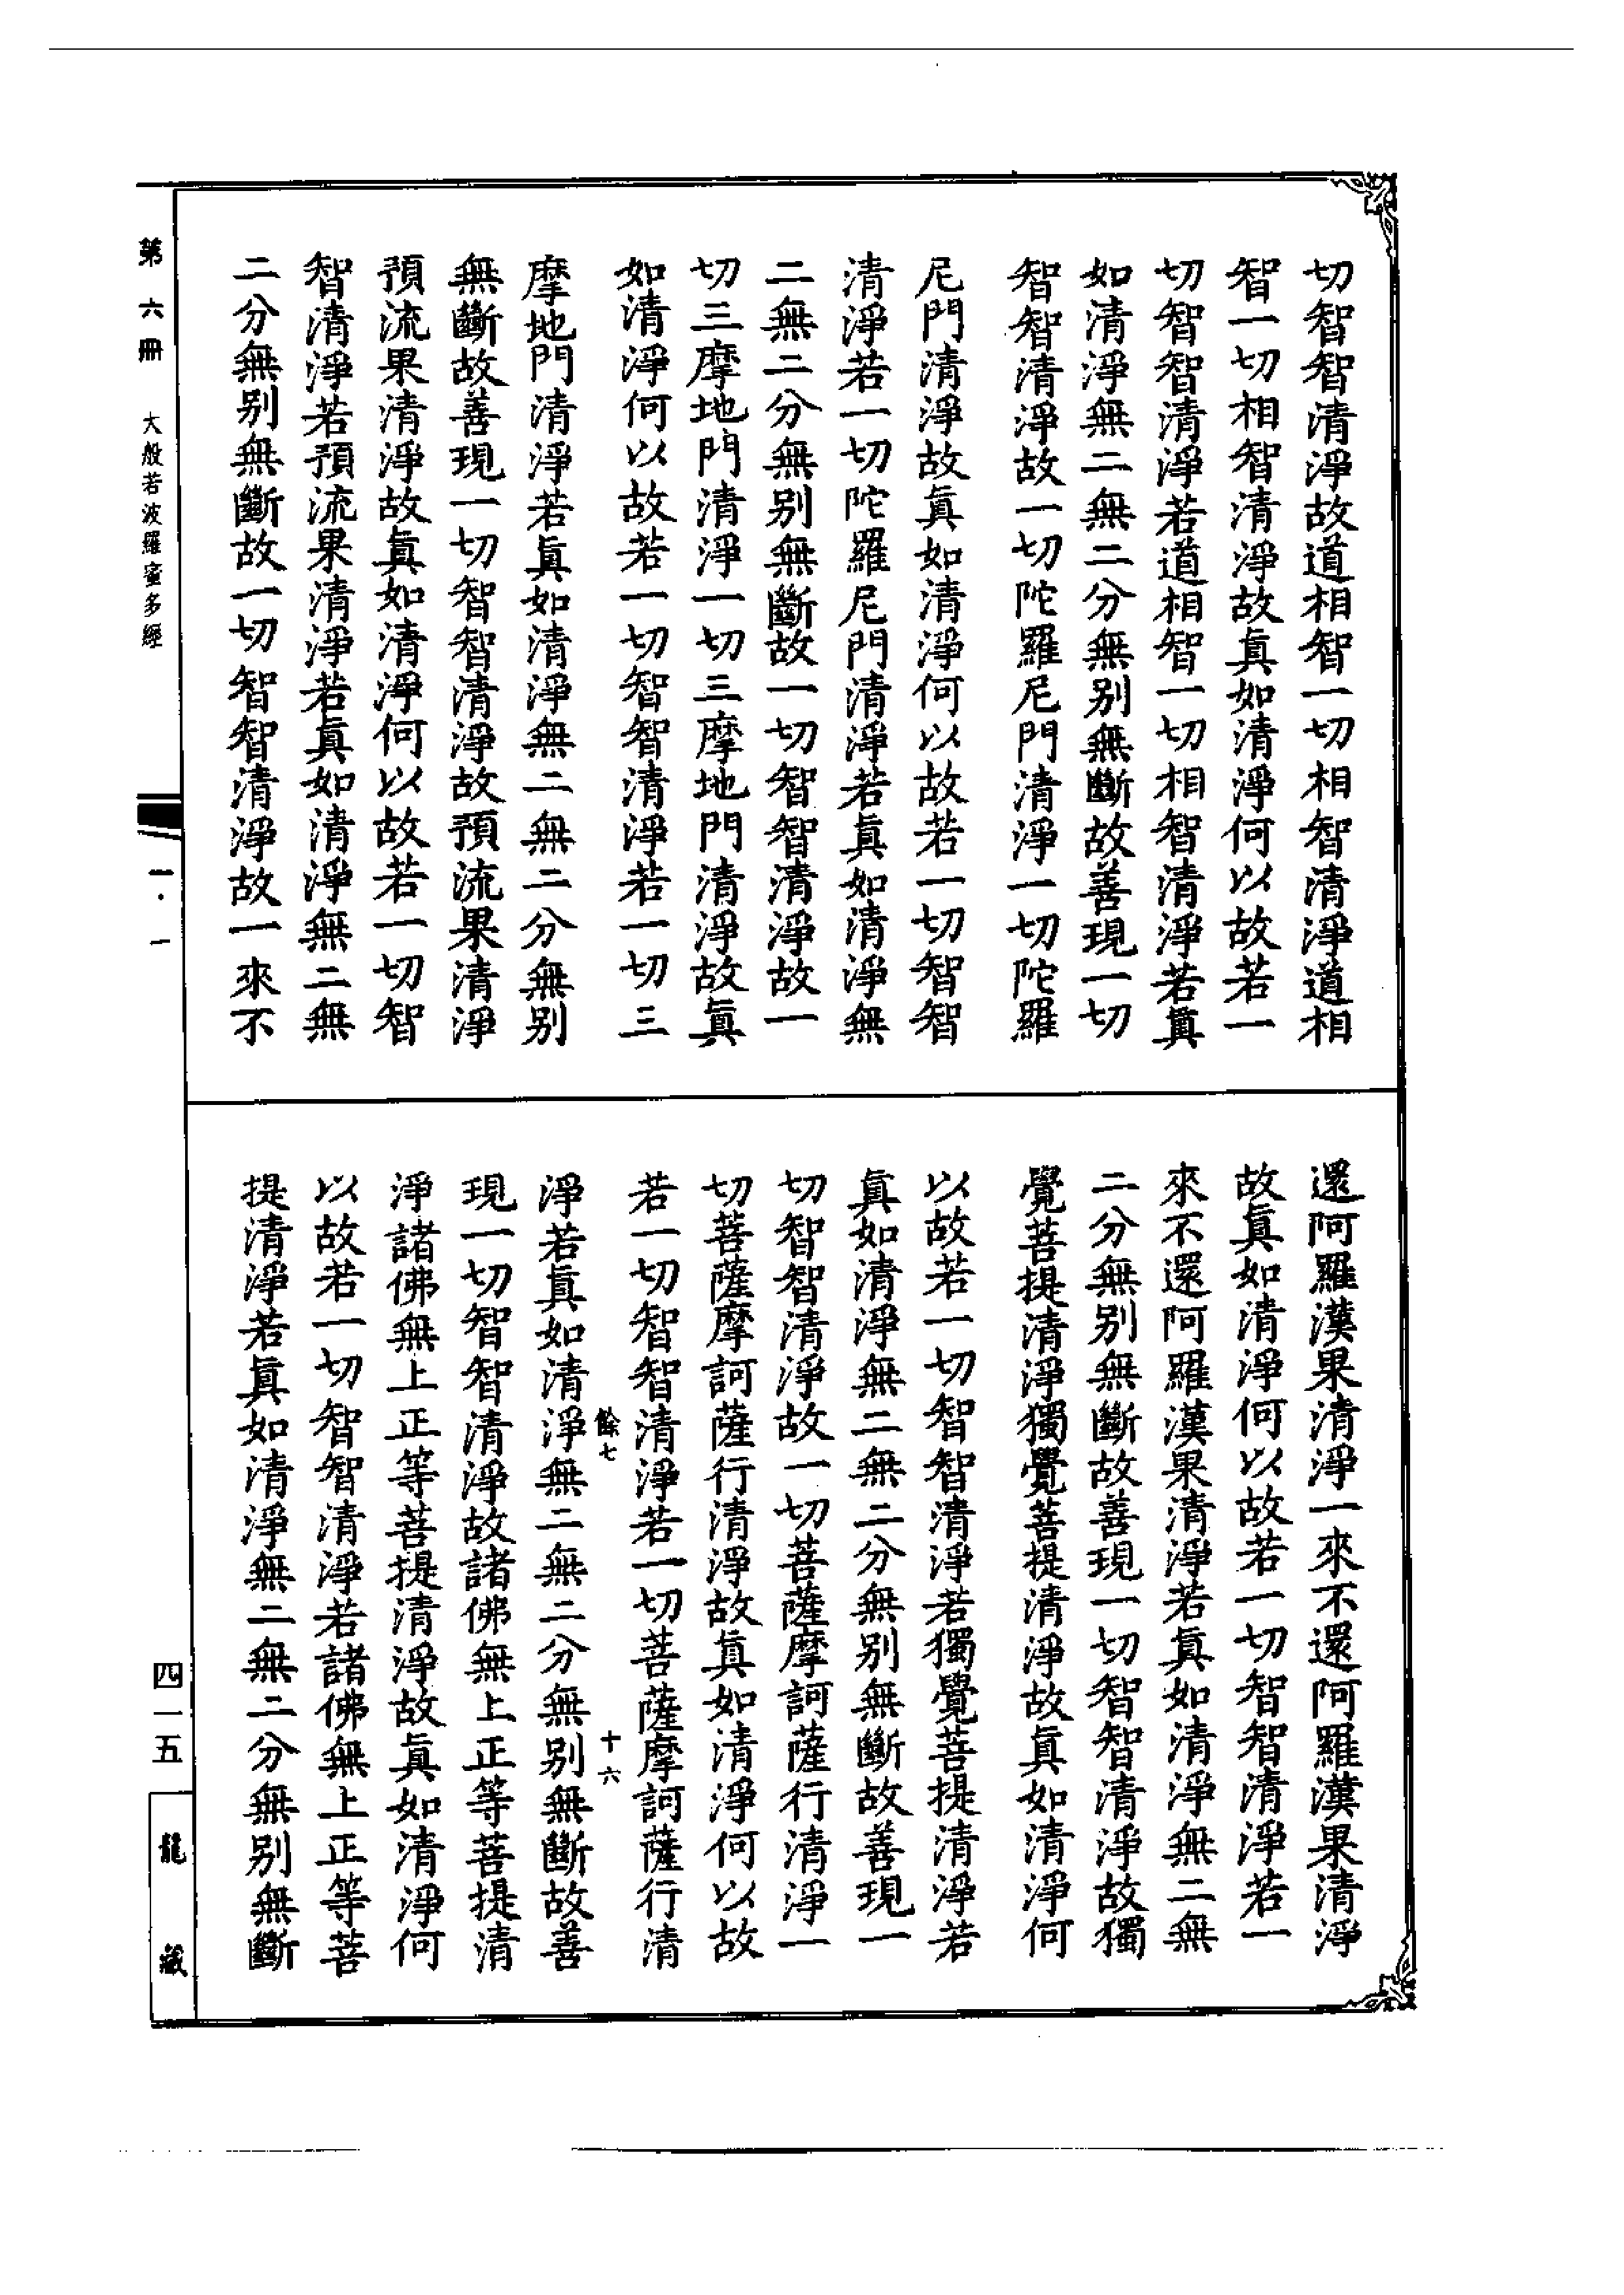 切智智清淨故道相智一切相智清淨道相
智一切相智清淨故眞如清淨何以故若一
切智智清淨若道相智一切相智清淨若眞
如清淨無二無二分無别無斷故善現一切
智智清淨故一切陀羅尼門清淨一切陀羅
尼門清淨故眞如清淨何以故若一切智智
清淨若一切陀羅尼門清淨若眞如清淨無
二無二分無别無斷故一切智智清淨故一
切三摩地門清淨一切三摩地門清淨故眞
如清淨何以故若一切智智清淨若一切三
摩地門清淨若眞如清淨無二無二分無别
無斷故善現一切智智清淨故預流果清淨
預流果清淨故眞如清淨何以故若一切智
智清淨若預流果清淨若眞如清淨無二無
二分無别無斷故一切智智清淨故一來不
還阿羅漢果清淨一來不還阿羅漢果清淨
故眞如清淨何以故若一切智智清淨若一
來不還阿羅漢果清淨若眞如清淨無二無
二分無别無斷故善現一切智智清淨故獨
覺菩提清淨獨覺菩提清淨故眞如清淨何
以故若一切智智清淨若獨覺菩提清淨若
眞如清淨無二無二分無别無斷故善現一
切智智清淨故一切菩薩摩訶薩行清淨一
切菩薩摩訶薩行清淨故眞如清淨何以故
若一切智智清淨若一切菩薩摩訶薩行清
餘七 十六
淨若眞如清淨無二無二分無别無斷故善
現一切智智清淨故諸佛無上正等菩提清
淨諸佛無上正等菩提清淨故眞如清淨何
以故若一切智智清淨若諸佛無上正等菩
提清淨若眞如清淨無二無二分無别無斷
第六冊 大般若波羅蜜多經
一·一
四一五
龍藏